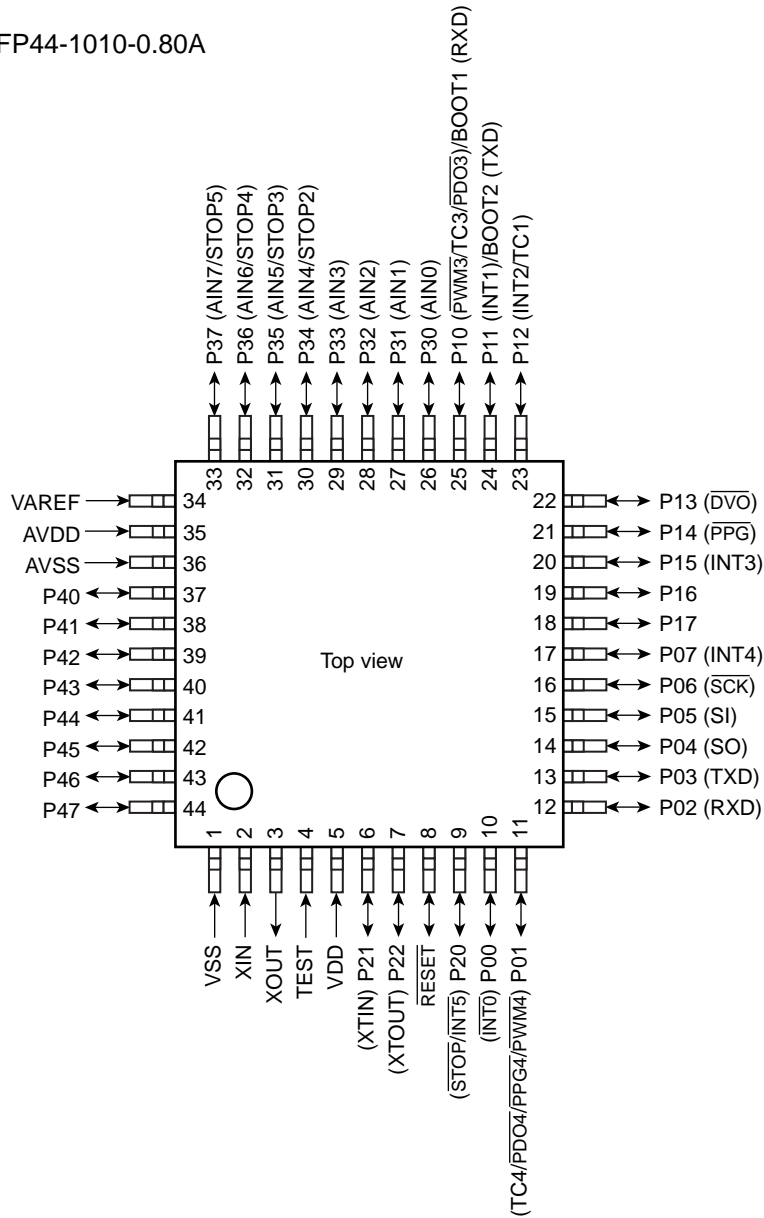 FP44-1010-0.80A
P37 (AIN7/STOP5)
P36 (AIN6/STOP4)
P35 (AIN5/STOP3)
P34 (AIN4/STOP2)
P33 (AIN3)
P32 (AIN2)
P31 (AIN1)
P30 (AIN0)
P10 (PWM3/TC3/PDO3)/BOOT1 (RXD)
P11 (INT1)/BOOT2 (TXD)
P12 (INT2/TC1)
33
32
31
30
29
28
27
26
25
24
23
VAREF 34
AVDD 35
AVSS 36
P40 37
P41 38
P42 39
P43 40
P44 41
P45 42
P46 43
P47 44
Top view
22 P13 (DVO)
21 P14 (PPG)
20 P15 (INT3)
19 P16
18 P17
17 P07 (INT4)
16 P06 (SCK)
15 P05 (SI)
14 P04 (SO)
13 P03 (TXD)
12 P02 (RXD)
1
2
3
4
5
6
7
8
9
10
11
VSS
XIN
XOUT
TEST
VDD
(XTIN) P21
(XTOUT) P22
RESET
(STOP/INT5) P20
(INT0) P00
(TC4/PDO4/PPG4/PWM4) P01